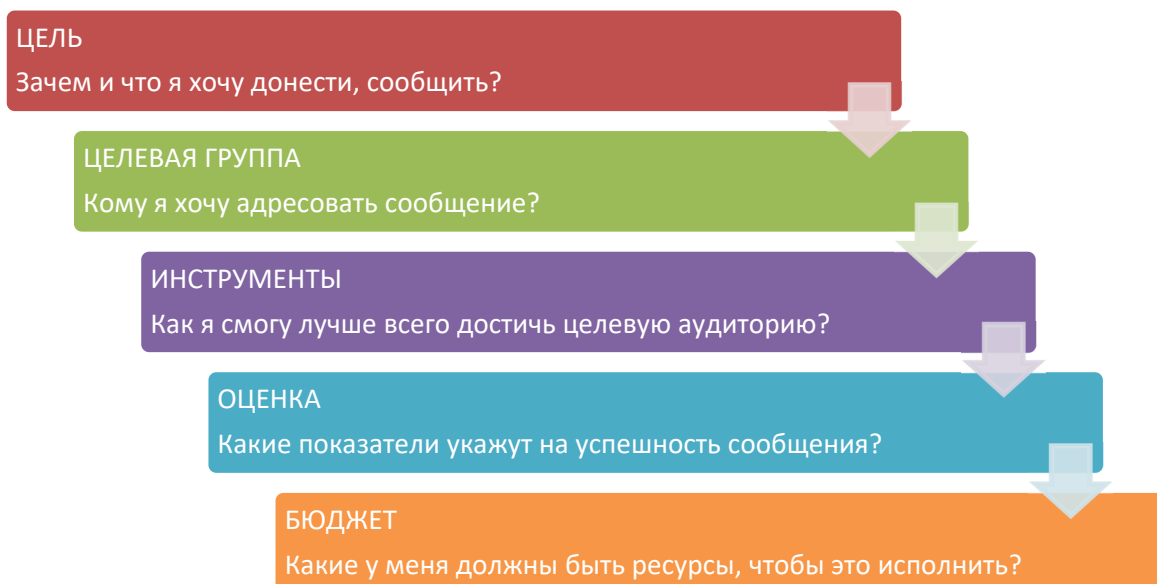 ЦЕЛЬ
Зачем и что я хочу донести, сообщить?
ЦЕЛЕВАЯ ГРУППА
Кому я хочу адресовать сообщение?
ИНСТРУМЕНТЫ
Как я смогу лучше всего достичь целевую аудиторию?
ОЦЕНКА
Какие показатели укажут на успешность сообщения?
БЮДЖЕТ
Какие у меня должны быть ресурсы, чтобы это исполнить?